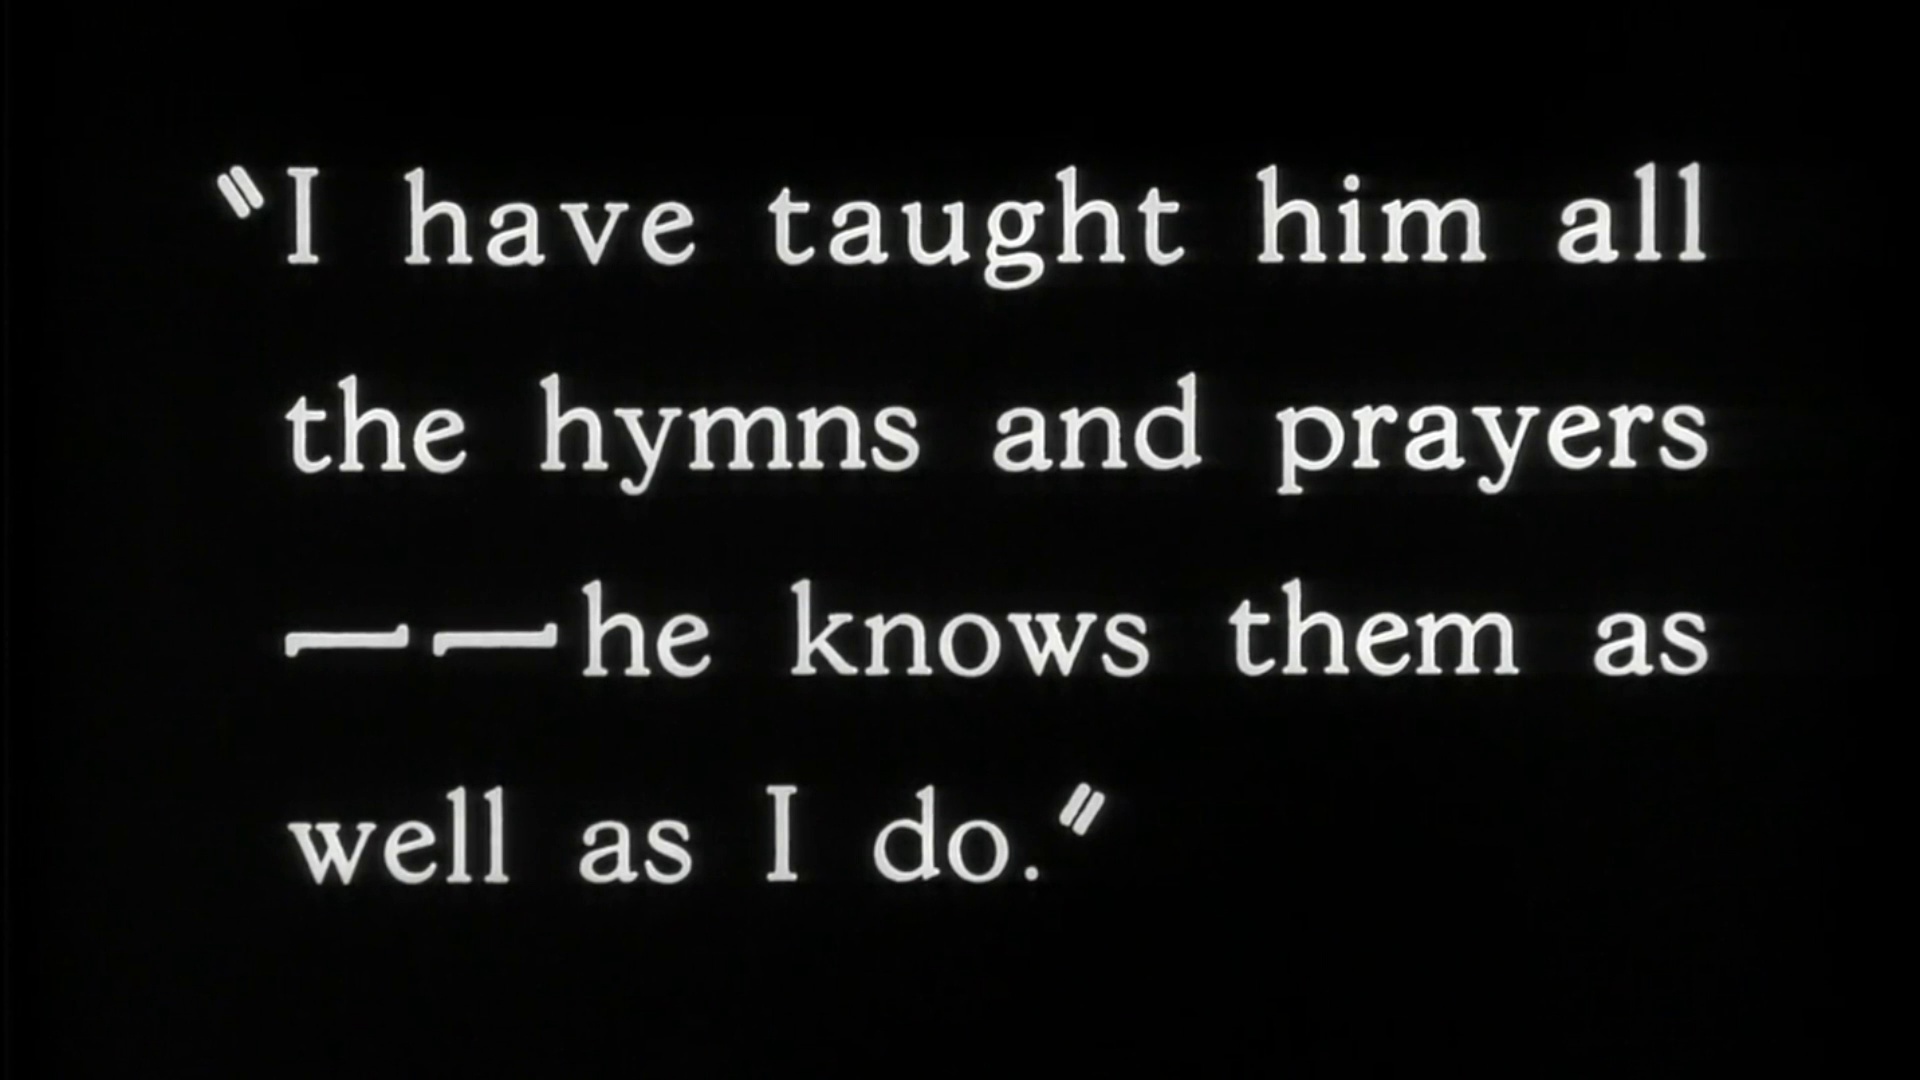 "I have taught him all
the hymns and prayers
——he knows them as
well as I do."